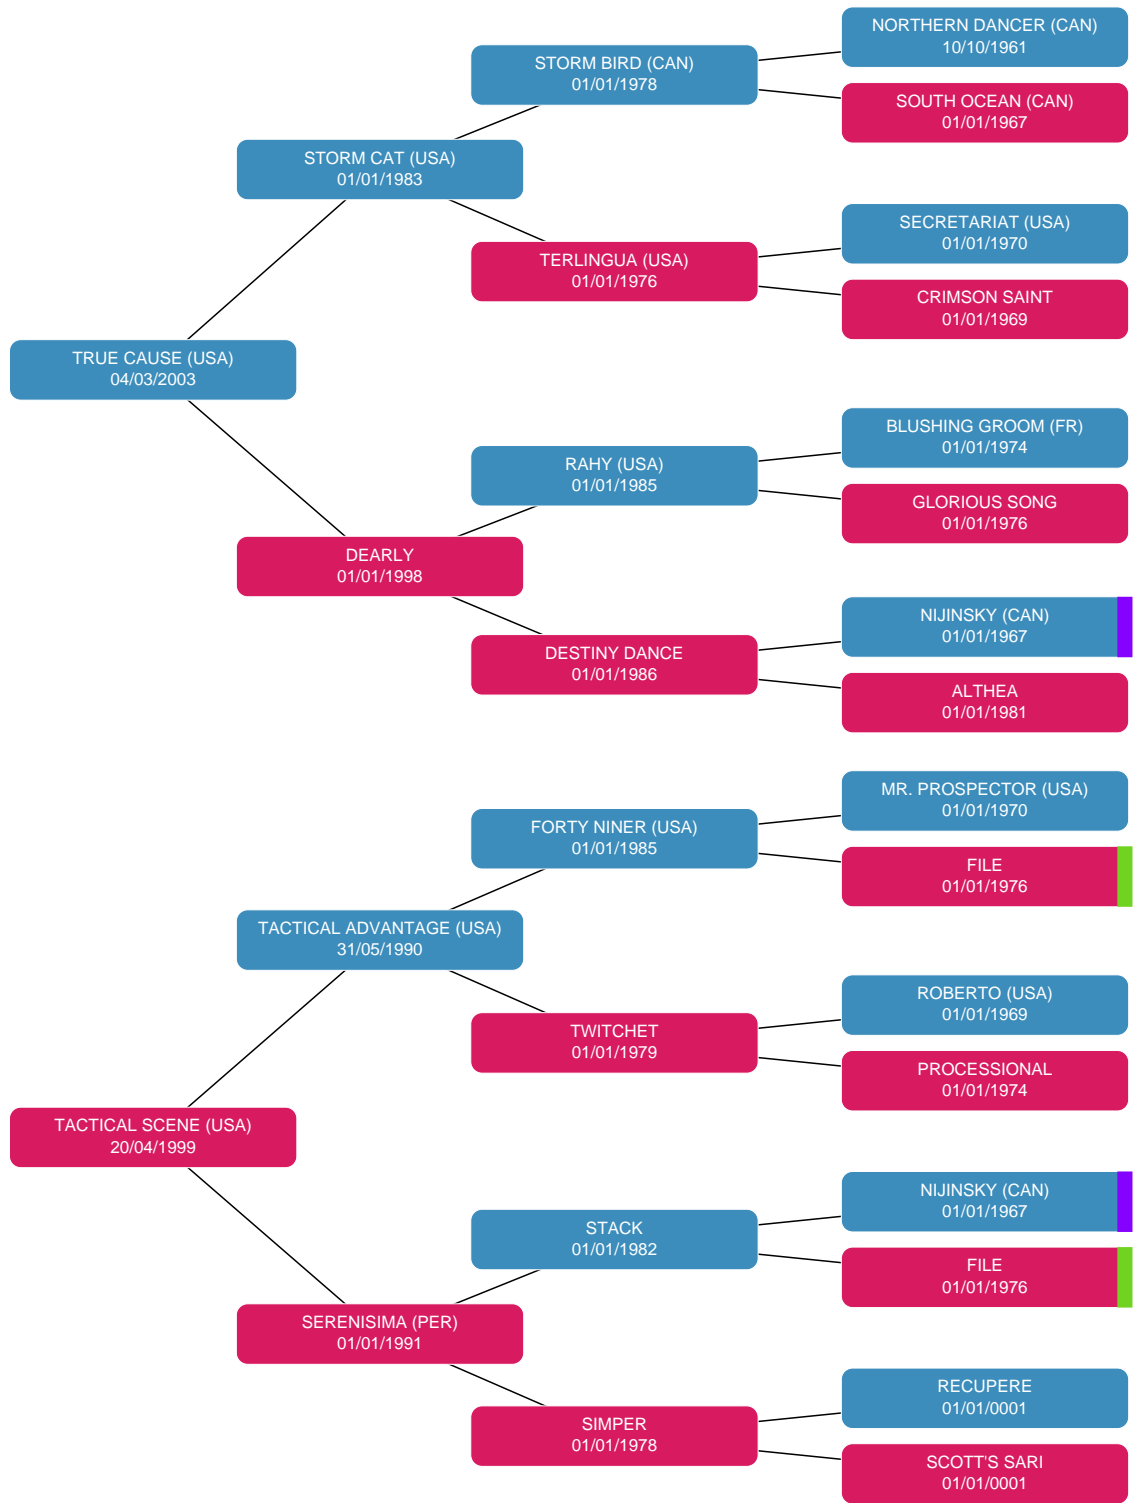 NORTHERN DANCER (CAN)
10/10/1961
STORM BIRD (CAN)
01/01/1978
SOUTH OCEAN (CAN)
01/01/1967
STORM CAT (USA)
01/01/1983
SECRETARIAT (USA)
01/01/1970
TERLINGUA (USA)
01/01/1976
CRIMSON SAINT
01/01/1969
TRUE CAUSE (USA)
04/03/2003
BLUSHING GROOM (FR)
01/01/1974
RAHY (USA)
01/01/1985
GLORIOUS SONG
01/01/1976
DEARLY
01/01/1998
NIJINSKY (CAN)
01/01/1967
DESTINY DANCE
01/01/1986
ALTHEA
01/01/1981
MR. PROSPECTOR (USA)
01/01/1970
FORTY NINER (USA)
01/01/1985
FILE
01/01/1976
TACTICAL ADVANTAGE (USA)
31/05/1990
ROBERTO (USA)
01/01/1969
TWITCHET
01/01/1979
PROCESSIONAL
01/01/1974
TACTICAL SCENE (USA)
20/04/1999
NIJINSKY (CAN)
01/01/1967
STACK
01/01/1982
FILE
01/01/1976
SERENISIMA (PER)
01/01/1991
RECUPERE
01/01/0001
SIMPER
01/01/1978
SCOTT'S SARI
01/01/0001